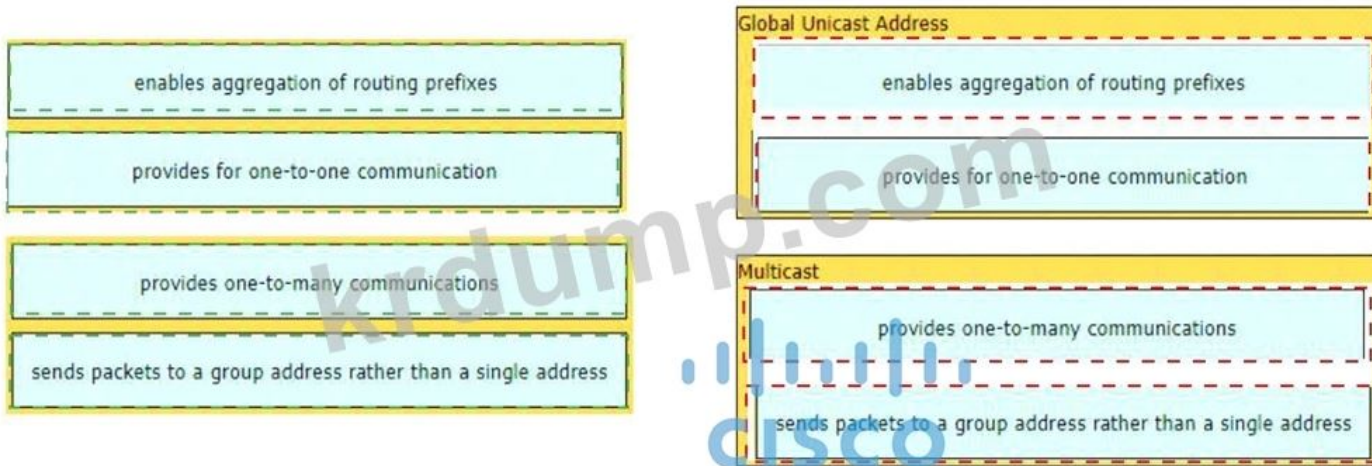 enables aggregation of routing prefixes
provides for one-to-one communication
provides one-to-many communications
sends packets to a group address rather than a single address
Global Unicast Address
enables aggregation of routing prefixes
provides for one-to-one communication
Multicast
provides one-to-many communications
sends packets to a group address rather than a single address
krdump.com
cisco